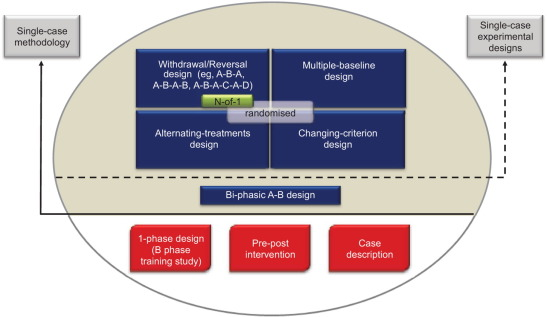 Single-case
methodology
Single-case
experimental
designs
Withdrawal/Reversal
design (eg, A-B-A,
A-B-A-B, A-B-A-C-A-D)
N-of-1
Multiple-baseline
design
randomised
Alternating-treatments
design
Changing-criterion
design
Bi-phasic A-B design
1-phase design
(B phase
training study)
Pre-post
intervention
Case
description